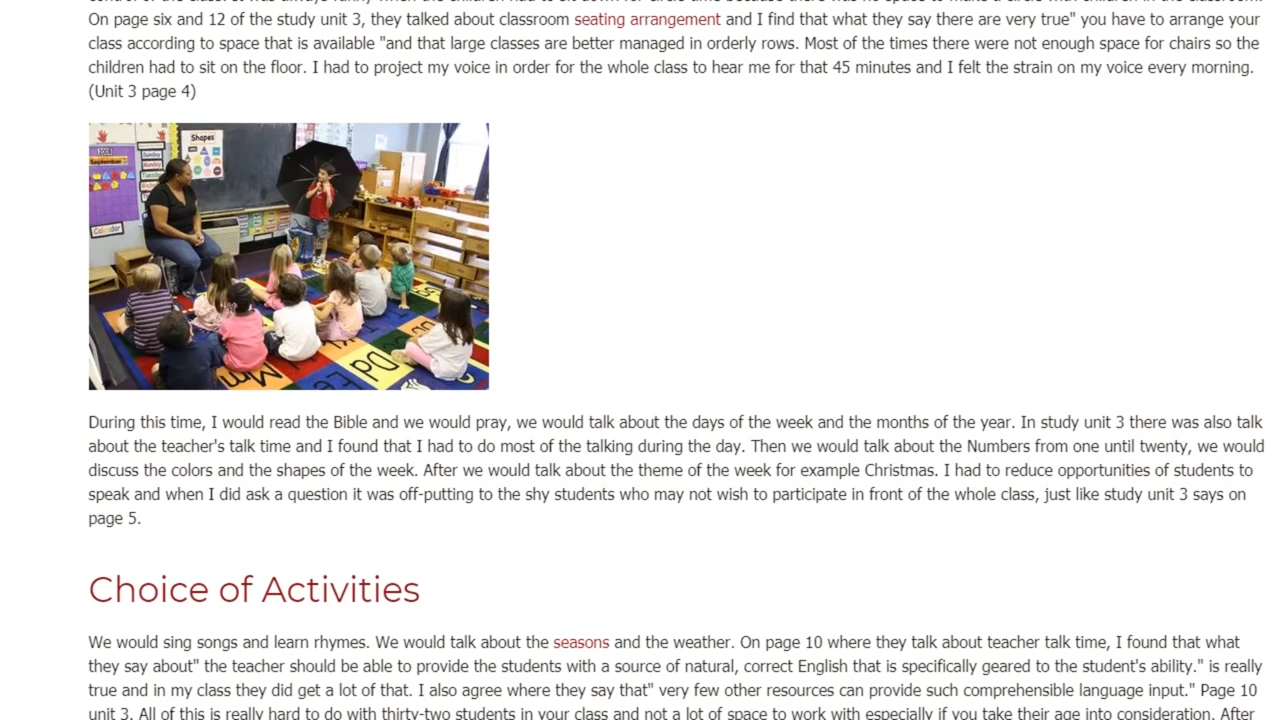 On page six and 12 of the study unit 3, they talked about classroom seating arrangement and I find that what they say there are very true" you have to arrange your
class according to space that is available "and that large classes are better managed in orderly rows. Most of the times there were not enough space for chairs so the
children had to sit on the floor. I had to project my voice in order for the whole class to hear me for that 45 minutes and I felt the strain on my voice every morning.
(Unit 3 page 4)
Shapes
September
Sunday
Monday
Calendar
Mm
Ee
Dd
During this time, I would read the Bible and we would pray, we would talk about the days of the week and the months of the year. In study unit 3 there was also talk
about the teacher's talk time and I found that I had to do most of the talking during the day. Then we would talk about the Numbers from one until twenty, we would
discuss the colors and the shapes of the week. After we would talk about the theme of the week for example Christmas. I had to reduce opportunities of students to
speak and when I did ask a question it was off-putting to the shy students who may not wish to participate in front of the whole class, just like study unit 3 says on
page 5.
Choice of Activities
We would sing songs and learn rhymes. We would talk about the seasons and the weather. On page 10 where they talk about teacher talk time, I found that what
they say about" the teacher should be able to provide the students with a source of natural, correct English that is specifically geared to the student's ability." is really
true and in my class they did get a lot of that. I also agree where they say that" very few other resources can provide such comprehensible language input." Page 10
unit 3. All of this is really hard to do with thirty-two students in your class and not a lot of space to work with especially if you take their age into consideration. After